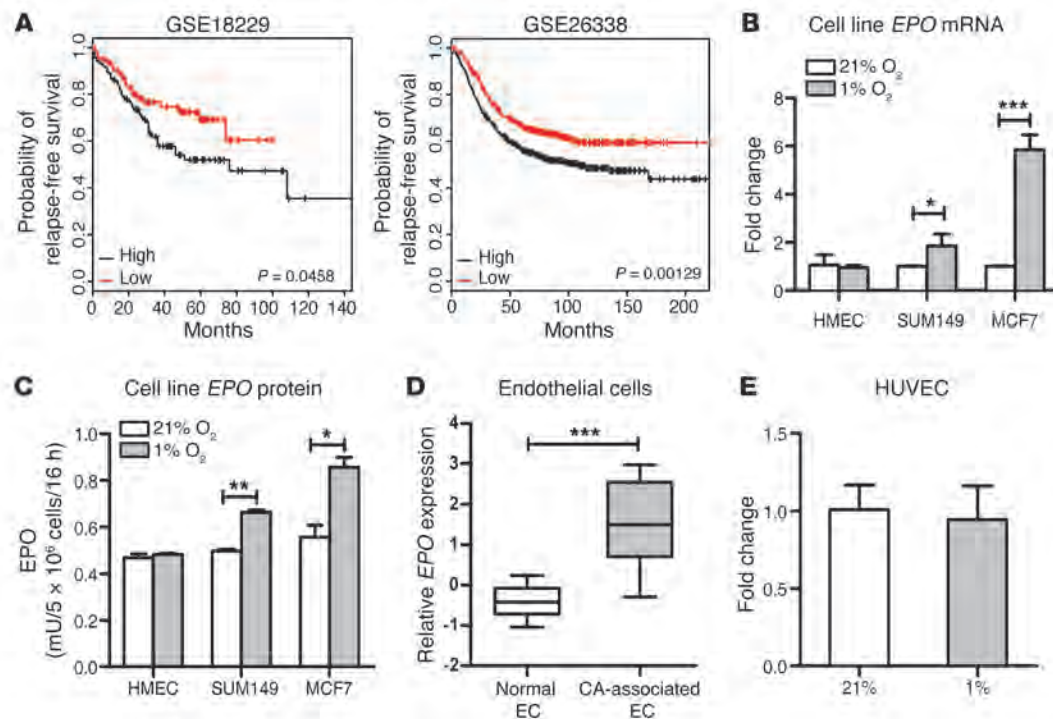 A
GSE18229
Probability of
relapse-free survival
1.0
0.8
0.6
0.4
0.2
0.0
High
Low
P = 0.0458
0 20 40 60 80 100 120 140
Months
GSE26338
Probability of
relapse-free survival
1.0
0.8
0.6
0.4
0.2
0.0
High
Low
P = 0.00129
0 50 100 150 200
Months
B
Cell line EPO mRNA
21% O₂
1% O₂
Fold change
8
6
4
2
0
*
***
HMEC SUM149 MCF7
C
Cell line EPO protein
21% O₂
1% O₂
EPO
(mU/5 × 10⁶ cells/16 h)
1.0
0.8
0.6
0.4
0.2
0.0
**
*
HMEC SUM149 MCF7
D
Endothelial cells
Relative EPO expression
4
3
2
1
-0
-1
-2
***
Normal CA-associated
EC EC
E
HUVEC
Fold change
1.5
1.0
0.5
0.0
21% 1%